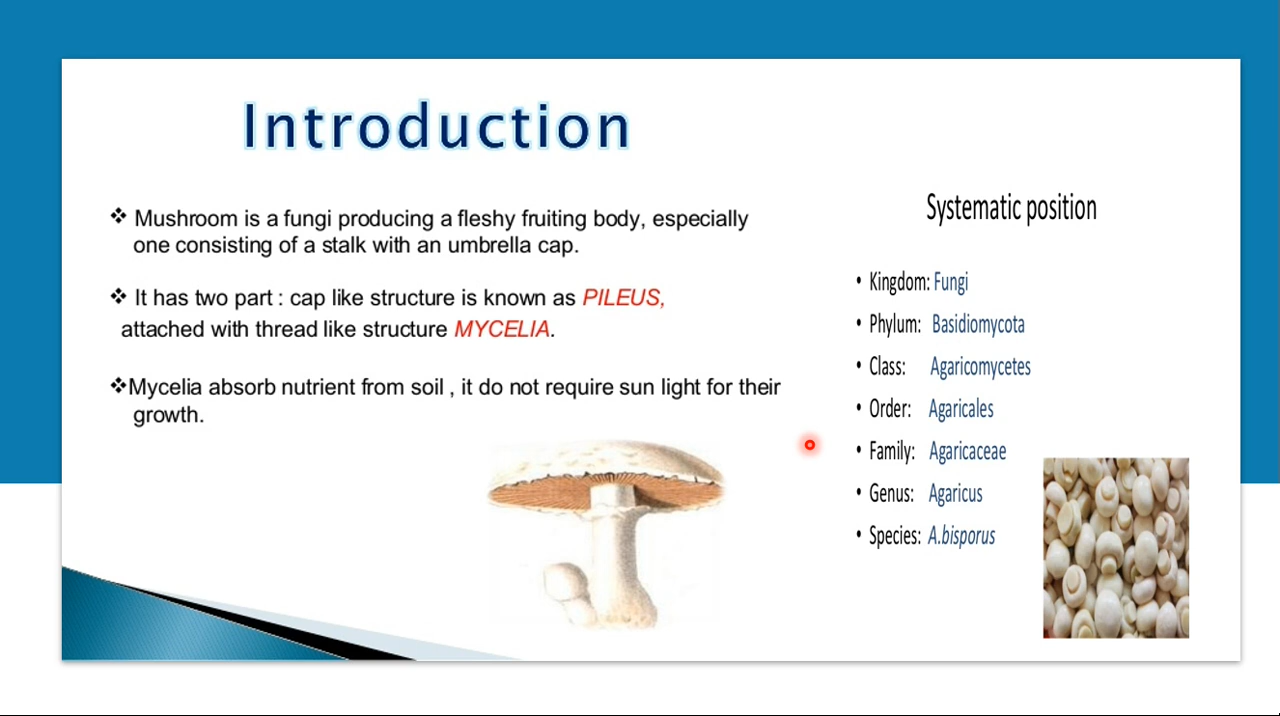 Introduction
❖ Mushroom is a fungi producing a fleshy fruiting body, especially
one consisting of a stalk with an umbrella cap.
❖ It has two part : cap like structure is known as PILEUS,
attached with thread like structure MYCELIA.
❖Mycelia absorb nutrient from soil , it do not require sun light for their
growth.
Systematic position
• Kingdom: Fungi
• Phylum: Basidiomycota
• Class: Agaricomycetes
• Order: Agaricales
• Family: Agaricaceae
• Genus: Agaricus
• Species: A.bisporus